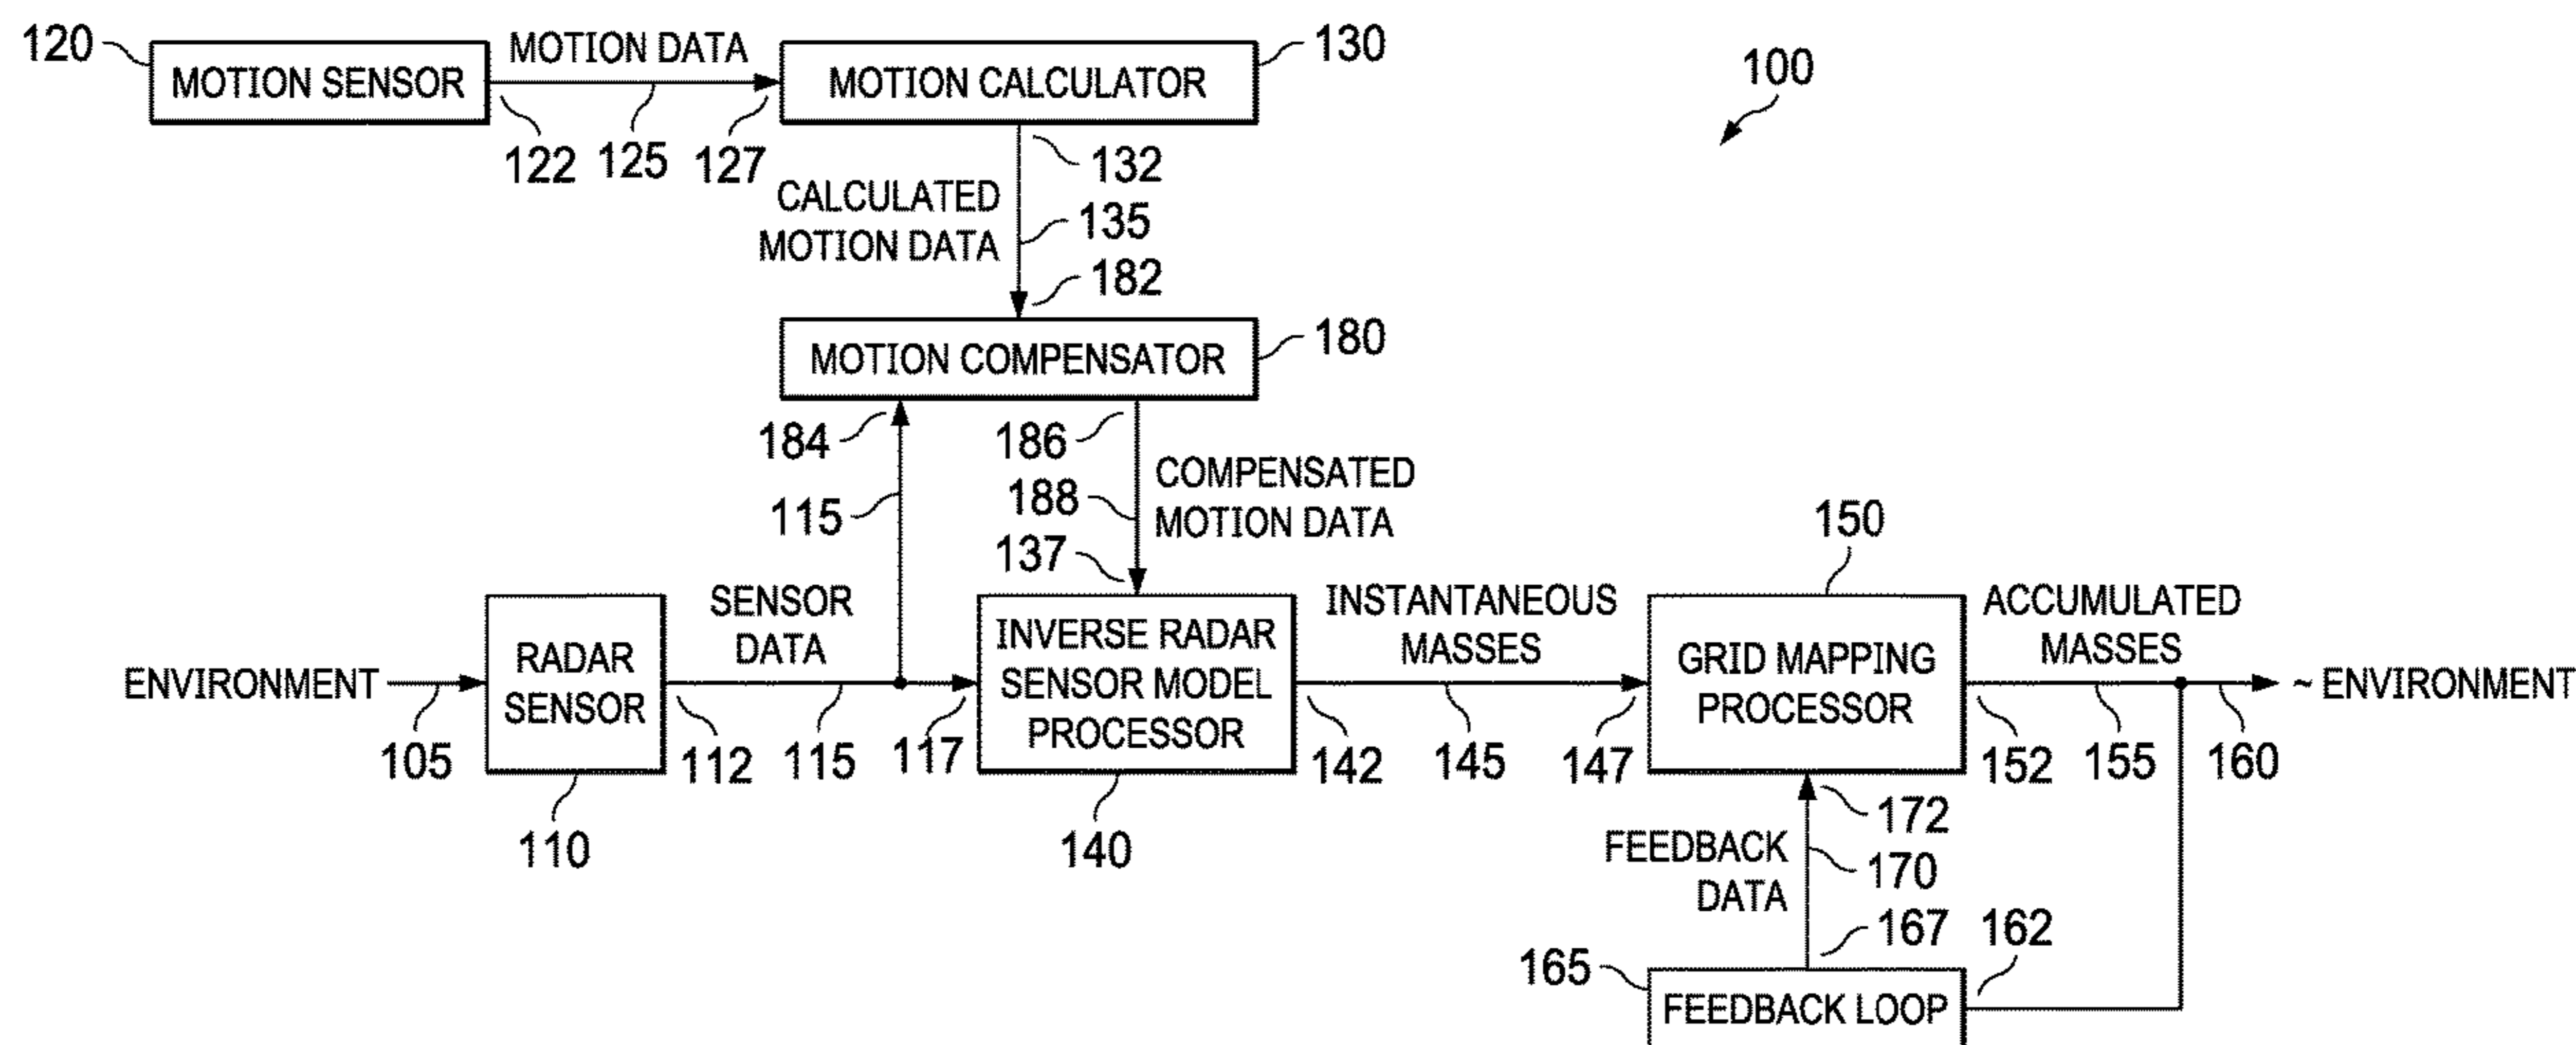 120
MOTION SENSOR
MOTION DATA
122
125
127
MOTION CALCULATOR
130
100
132
CALCULATED
MOTION DATA
135
182
MOTION COMPENSATOR
180
184
186
115
188
COMPENSATED
MOTION DATA
137
ENVIRONMENT
105
RADAR
SENSOR
110
112
SENSOR
DATA
115
117
INVERSE RADAR
SENSOR MODEL
PROCESSOR
140
142
INSTANTANEOUS
MASSES
145
147
150
GRID MAPPING
PROCESSOR
152
ACCUMULATED
MASSES
155
160
~ ENVIRONMENT
172
FEEDBACK
DATA
170
167
162
165
FEEDBACK LOOP